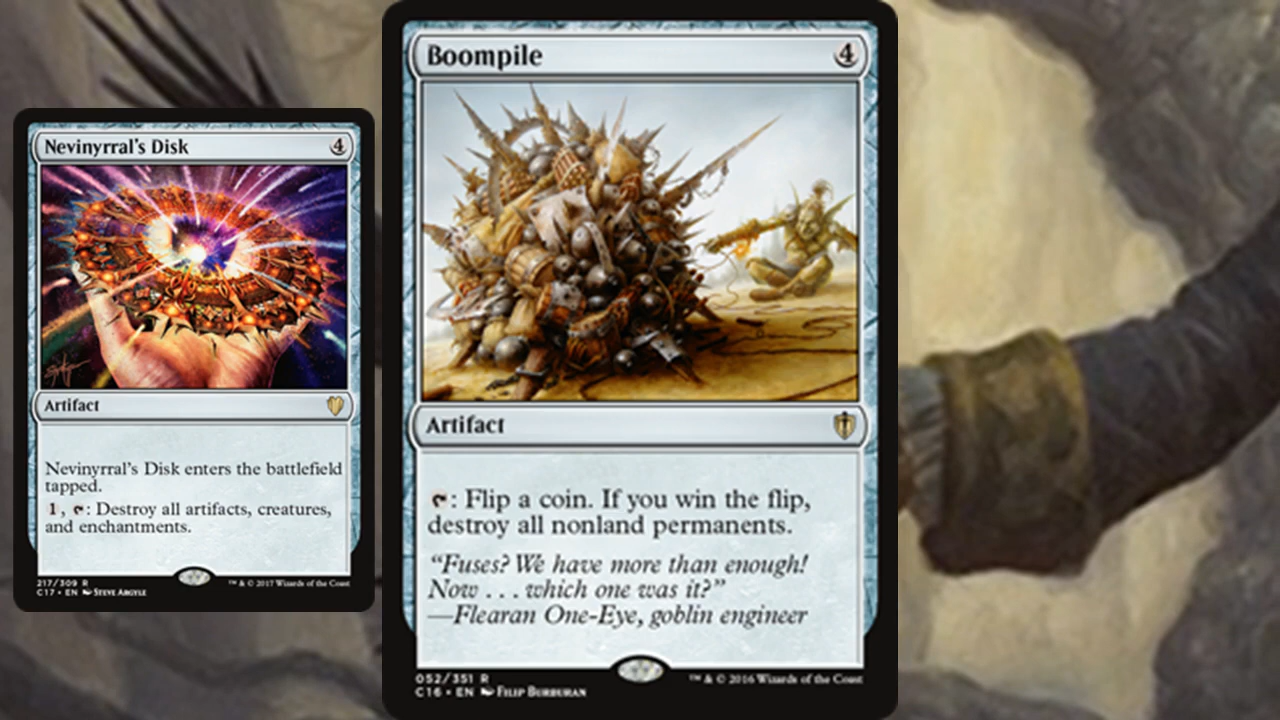 Nevinyrral's Disk 4
Artifact
Nevinyrral's Disk enters the battlefield
tapped.
1, : Destroy all artifacts, creatures,
and enchantments.
217/309 R
™ & © 2017 Wizards of the Coast
C17 • EN Steve Argyle
Boompile 4
Artifact
: Flip a coin. If you win the flip,
destroy all nonland permanents.
“Fuses? We have more than enough!
Now . . . which one was it?”
—Flearan One-Eye, goblin engineer
052/351 R
™ & © 2016 Wizards of the Coast
C16 • EN Filip Burburan